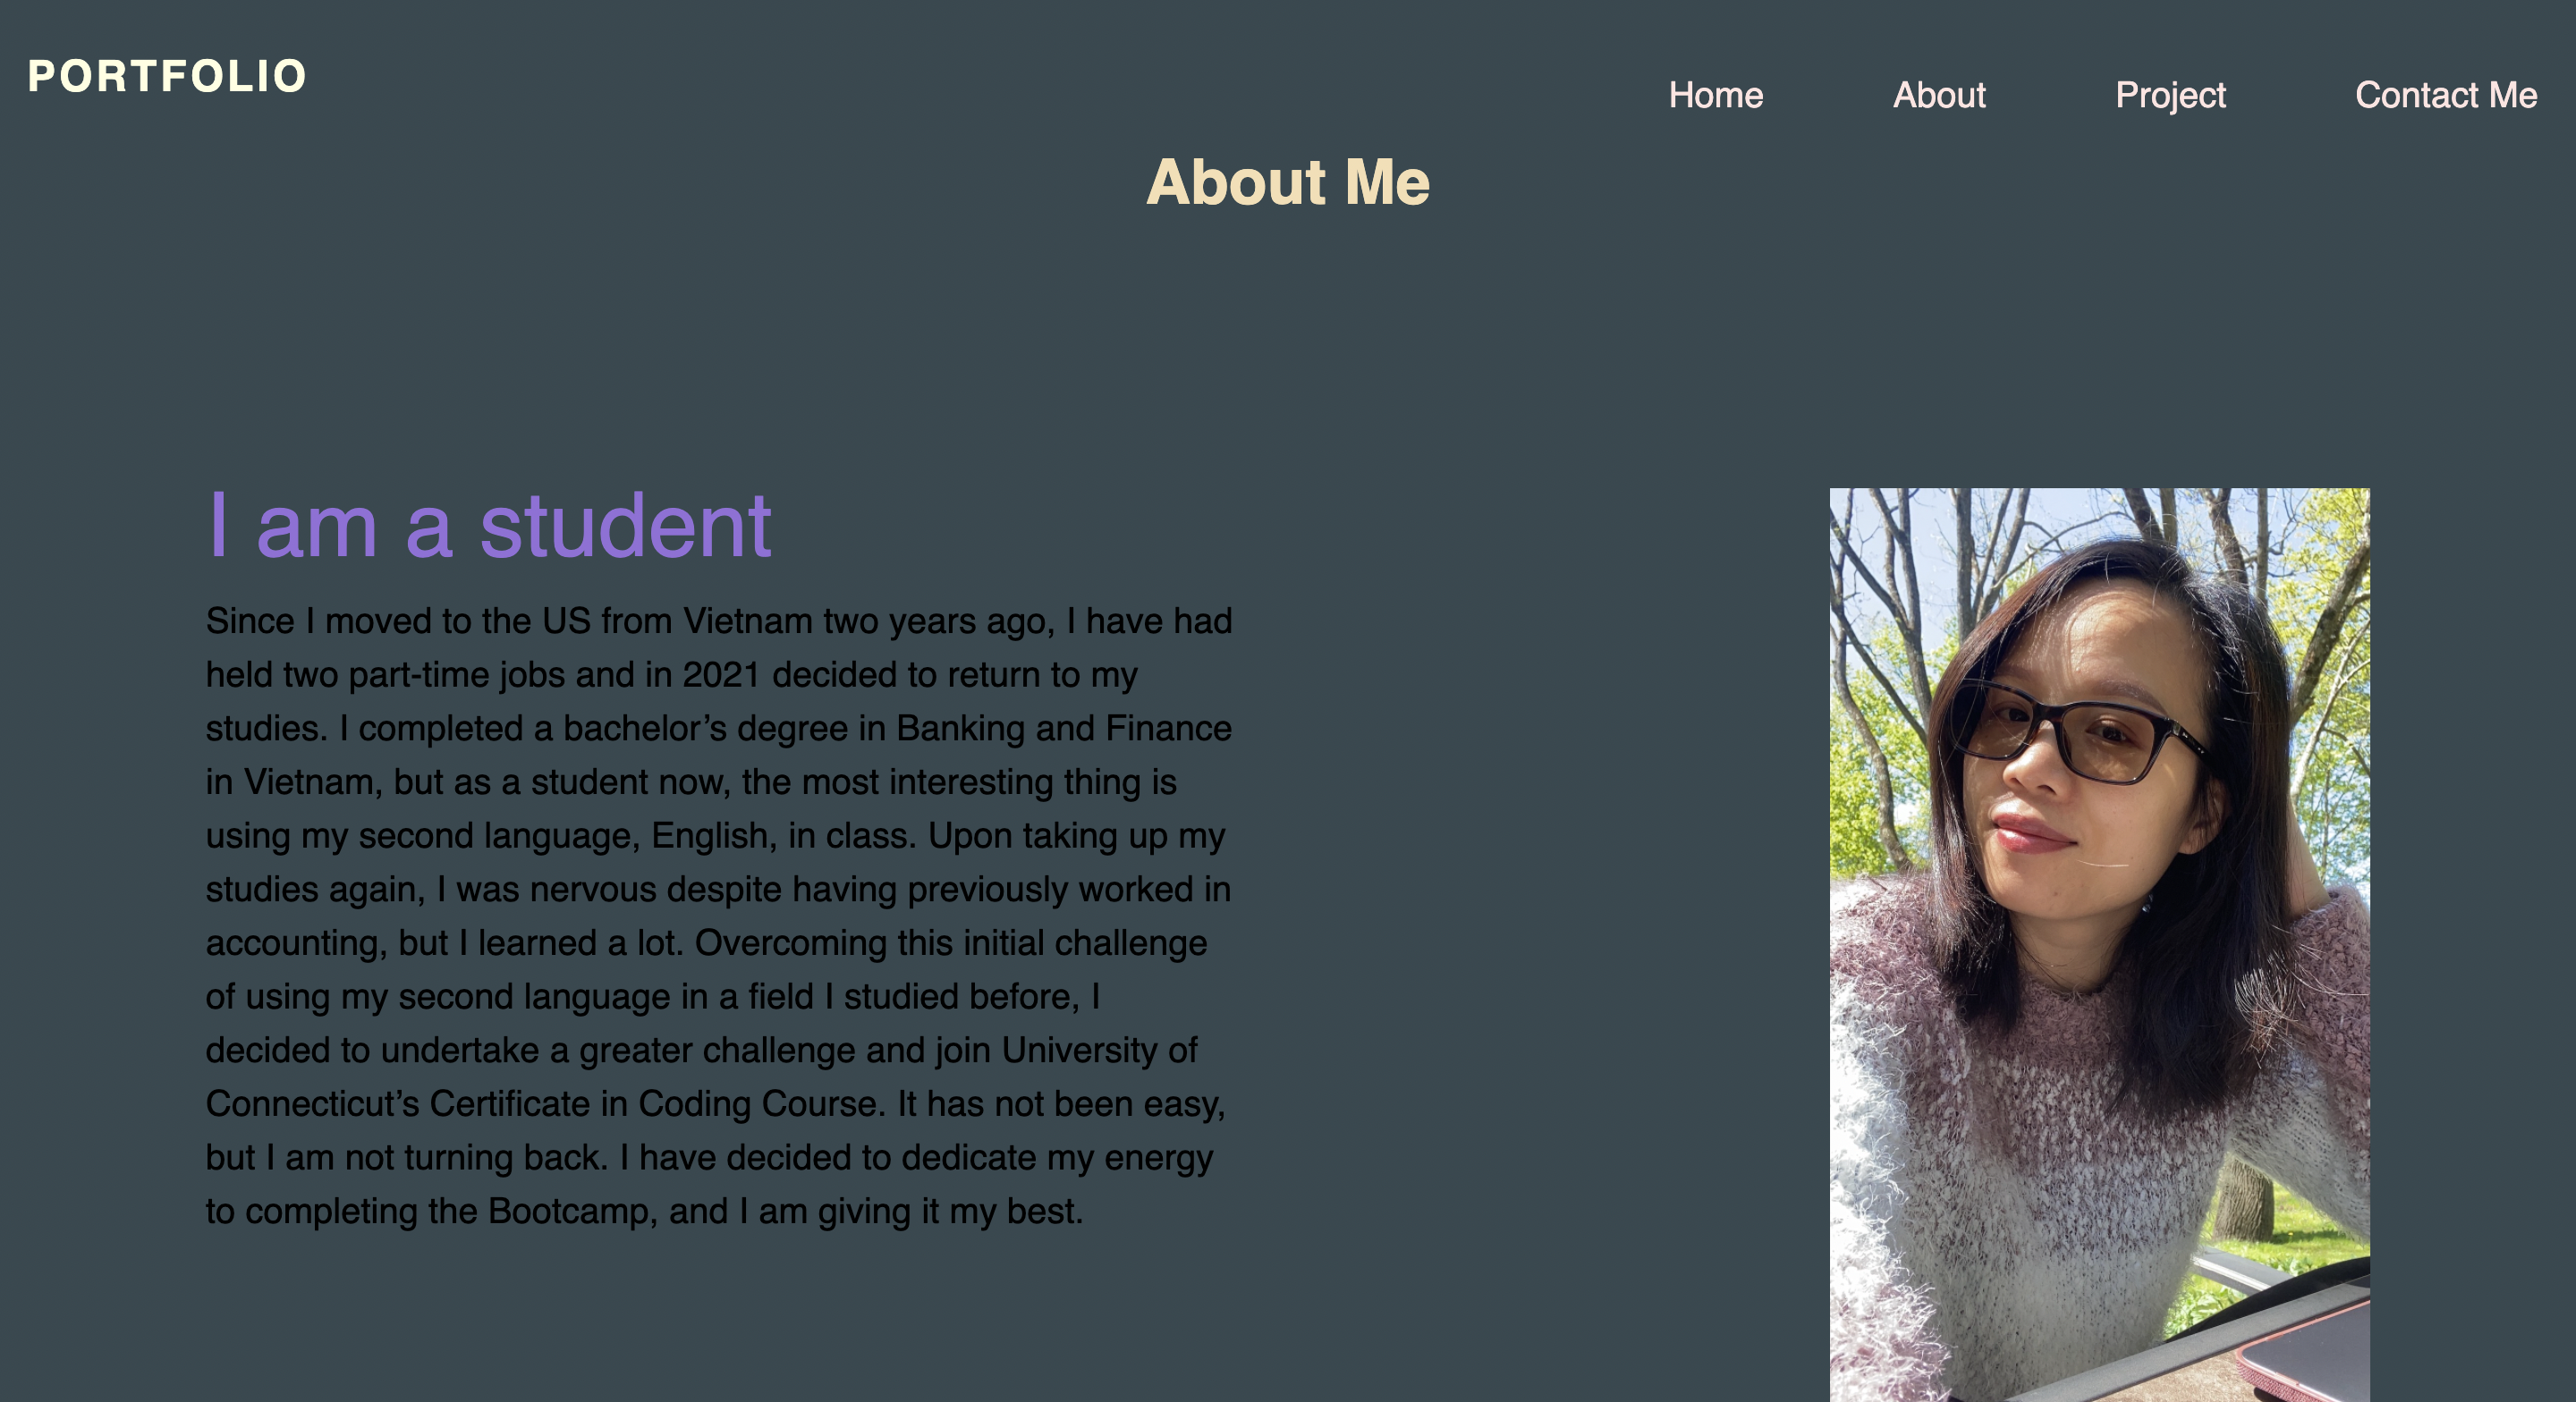 PORTFOLIO
Home About Project Contact Me
About Me
I am a student
Since I moved to the US from Vietnam two years ago, I have had
held two part-time jobs and in 2021 decided to return to my
studies. I completed a bachelor’s degree in Banking and Finance
in Vietnam, but as a student now, the most interesting thing is
using my second language, English, in class. Upon taking up my
studies again, I was nervous despite having previously worked in
accounting, but I learned a lot. Overcoming this initial challenge
of using my second language in a field I studied before, I
decided to undertake a greater challenge and join University of
Connecticut’s Certificate in Coding Course. It has not been easy,
but I am not turning back. I have decided to dedicate my energy
to completing the Bootcamp, and I am giving it my best.